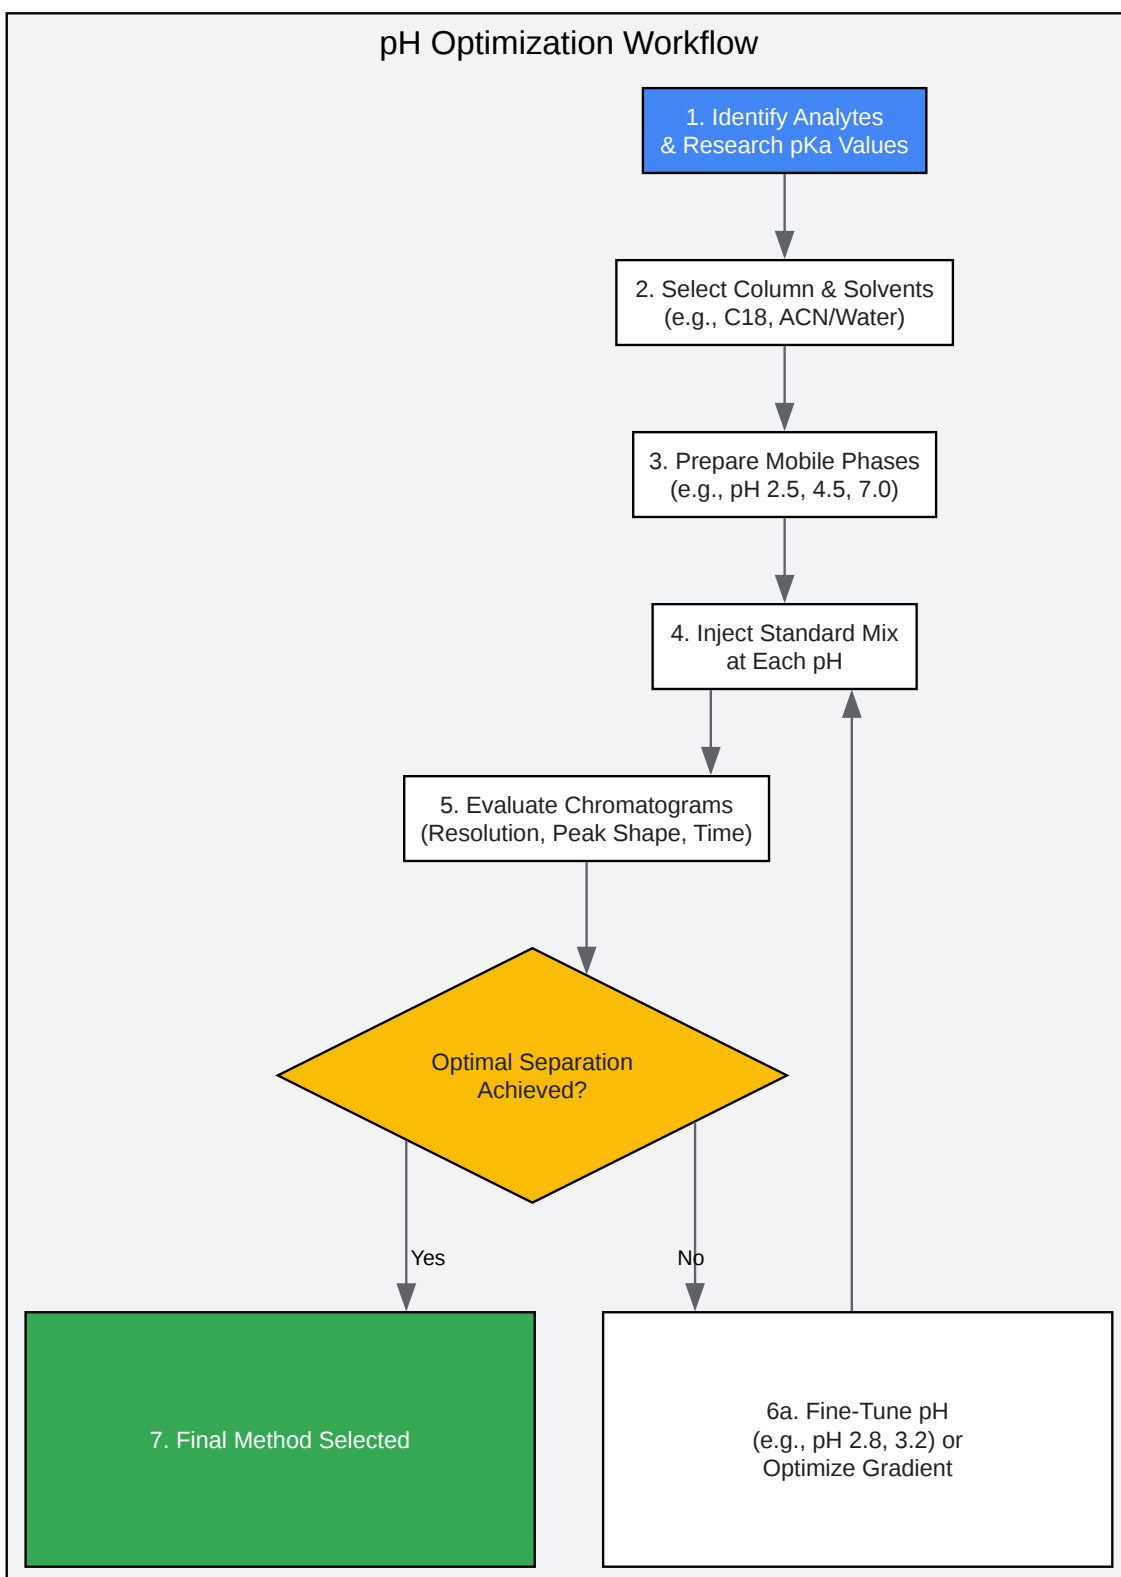 pH Optimization Workflow
1. Identify Analytes
& Research pKa Values
2. Select Column & Solvents
(e.g., C18, ACN/Water)
3. Prepare Mobile Phases
(e.g., pH 2.5, 4.5, 7.0)
4. Inject Standard Mix
at Each pH
5. Evaluate Chromatograms
(Resolution, Peak Shape, Time)
Optimal Separation
Achieved?
Yes
No
7. Final Method Selected
6a. Fine-Tune pH
(e.g., pH 2.8, 3.2) or
Optimize Gradient